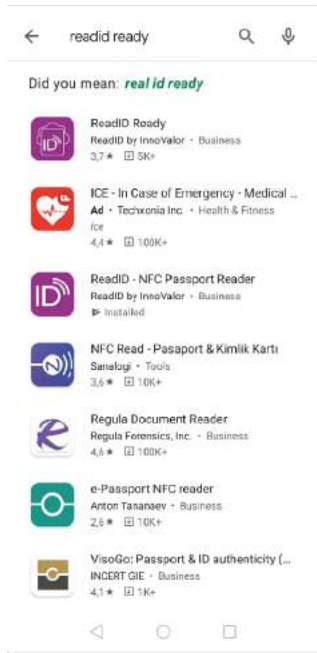 readid ready
Did you mean: real id ready
ReadID Ready
ReadID by InnoValor • Business
3,7 ★ 5K+
ICE - In Case of Emergency - Medical ...
Ad • Techxonia Inc. • Health & Fitness
ice
4,4 ★ 100K+
ReadID - NFC Passport Reader
ReadID by InnoValor • Business
Installed
NFC Read - Pasaport & Kimlik Kartı
Sanalogi • Tools
3,6 ★ 10K+
Regula Document Reader
Regula Forensics, Inc. • Business
4,6 ★ 100K+
e-Passport NFC reader
Anton Tananaev • Business
2,6 ★ 10K+
VisoGo: Passport & ID authenticity (...
INCERT GIE • Business
4,1 ★ 1K+